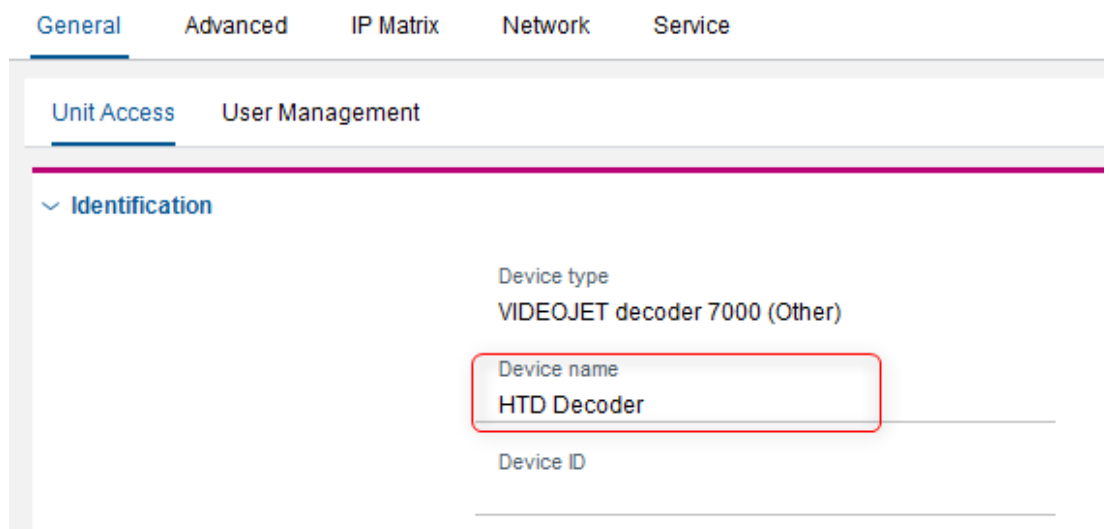 General Advanced IP Matrix Network Service
Unit Access User Management
Identification
Device type
VIDEOJET decoder 7000 (Other)
Device name
HTD Decoder
Device ID